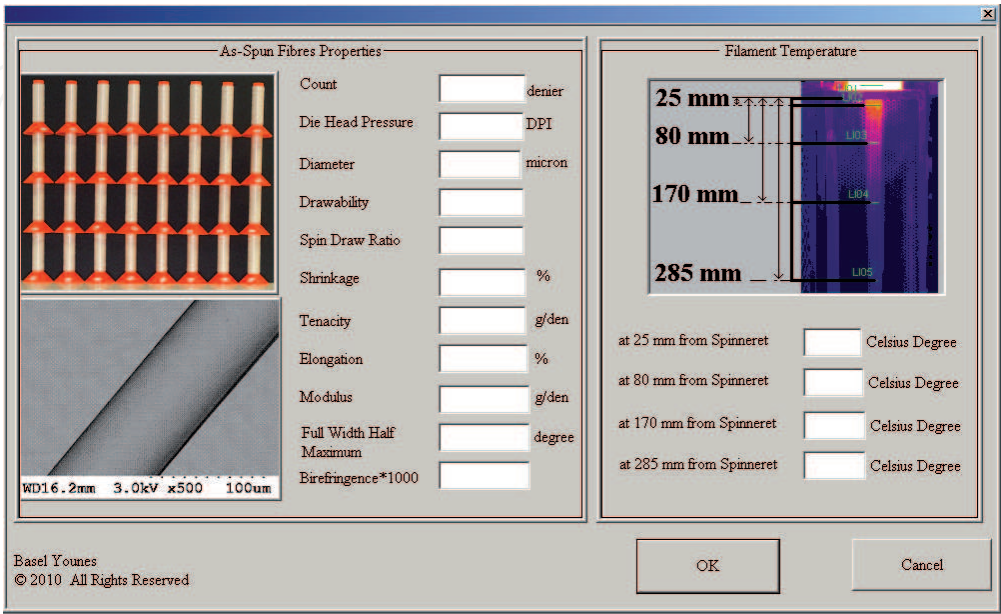 As-Spun Fibres Properties
Count denier
Die Head Pressure DPI
Diameter micron
Drawability
Spin Draw Ratio
Shrinkage %
Tenacity g/den
Elongation %
Modulus g/den
Full Width Half
Maximum degree
Birefringence*1000
WD16.2mm 3.0kV x500 100um
Filament Temperature
25 mm
80 mm
170 mm
285 mm
LI03
LI04
LI05
at 25 mm from Spinneret Celsius Degree
at 80 mm from Spinneret Celsius Degree
at 170 mm from Spinneret Celsius Degree
at 285 mm from Spinneret Celsius Degree
Basel Younes
© 2010 All Rights Reserved
OK
Cancel